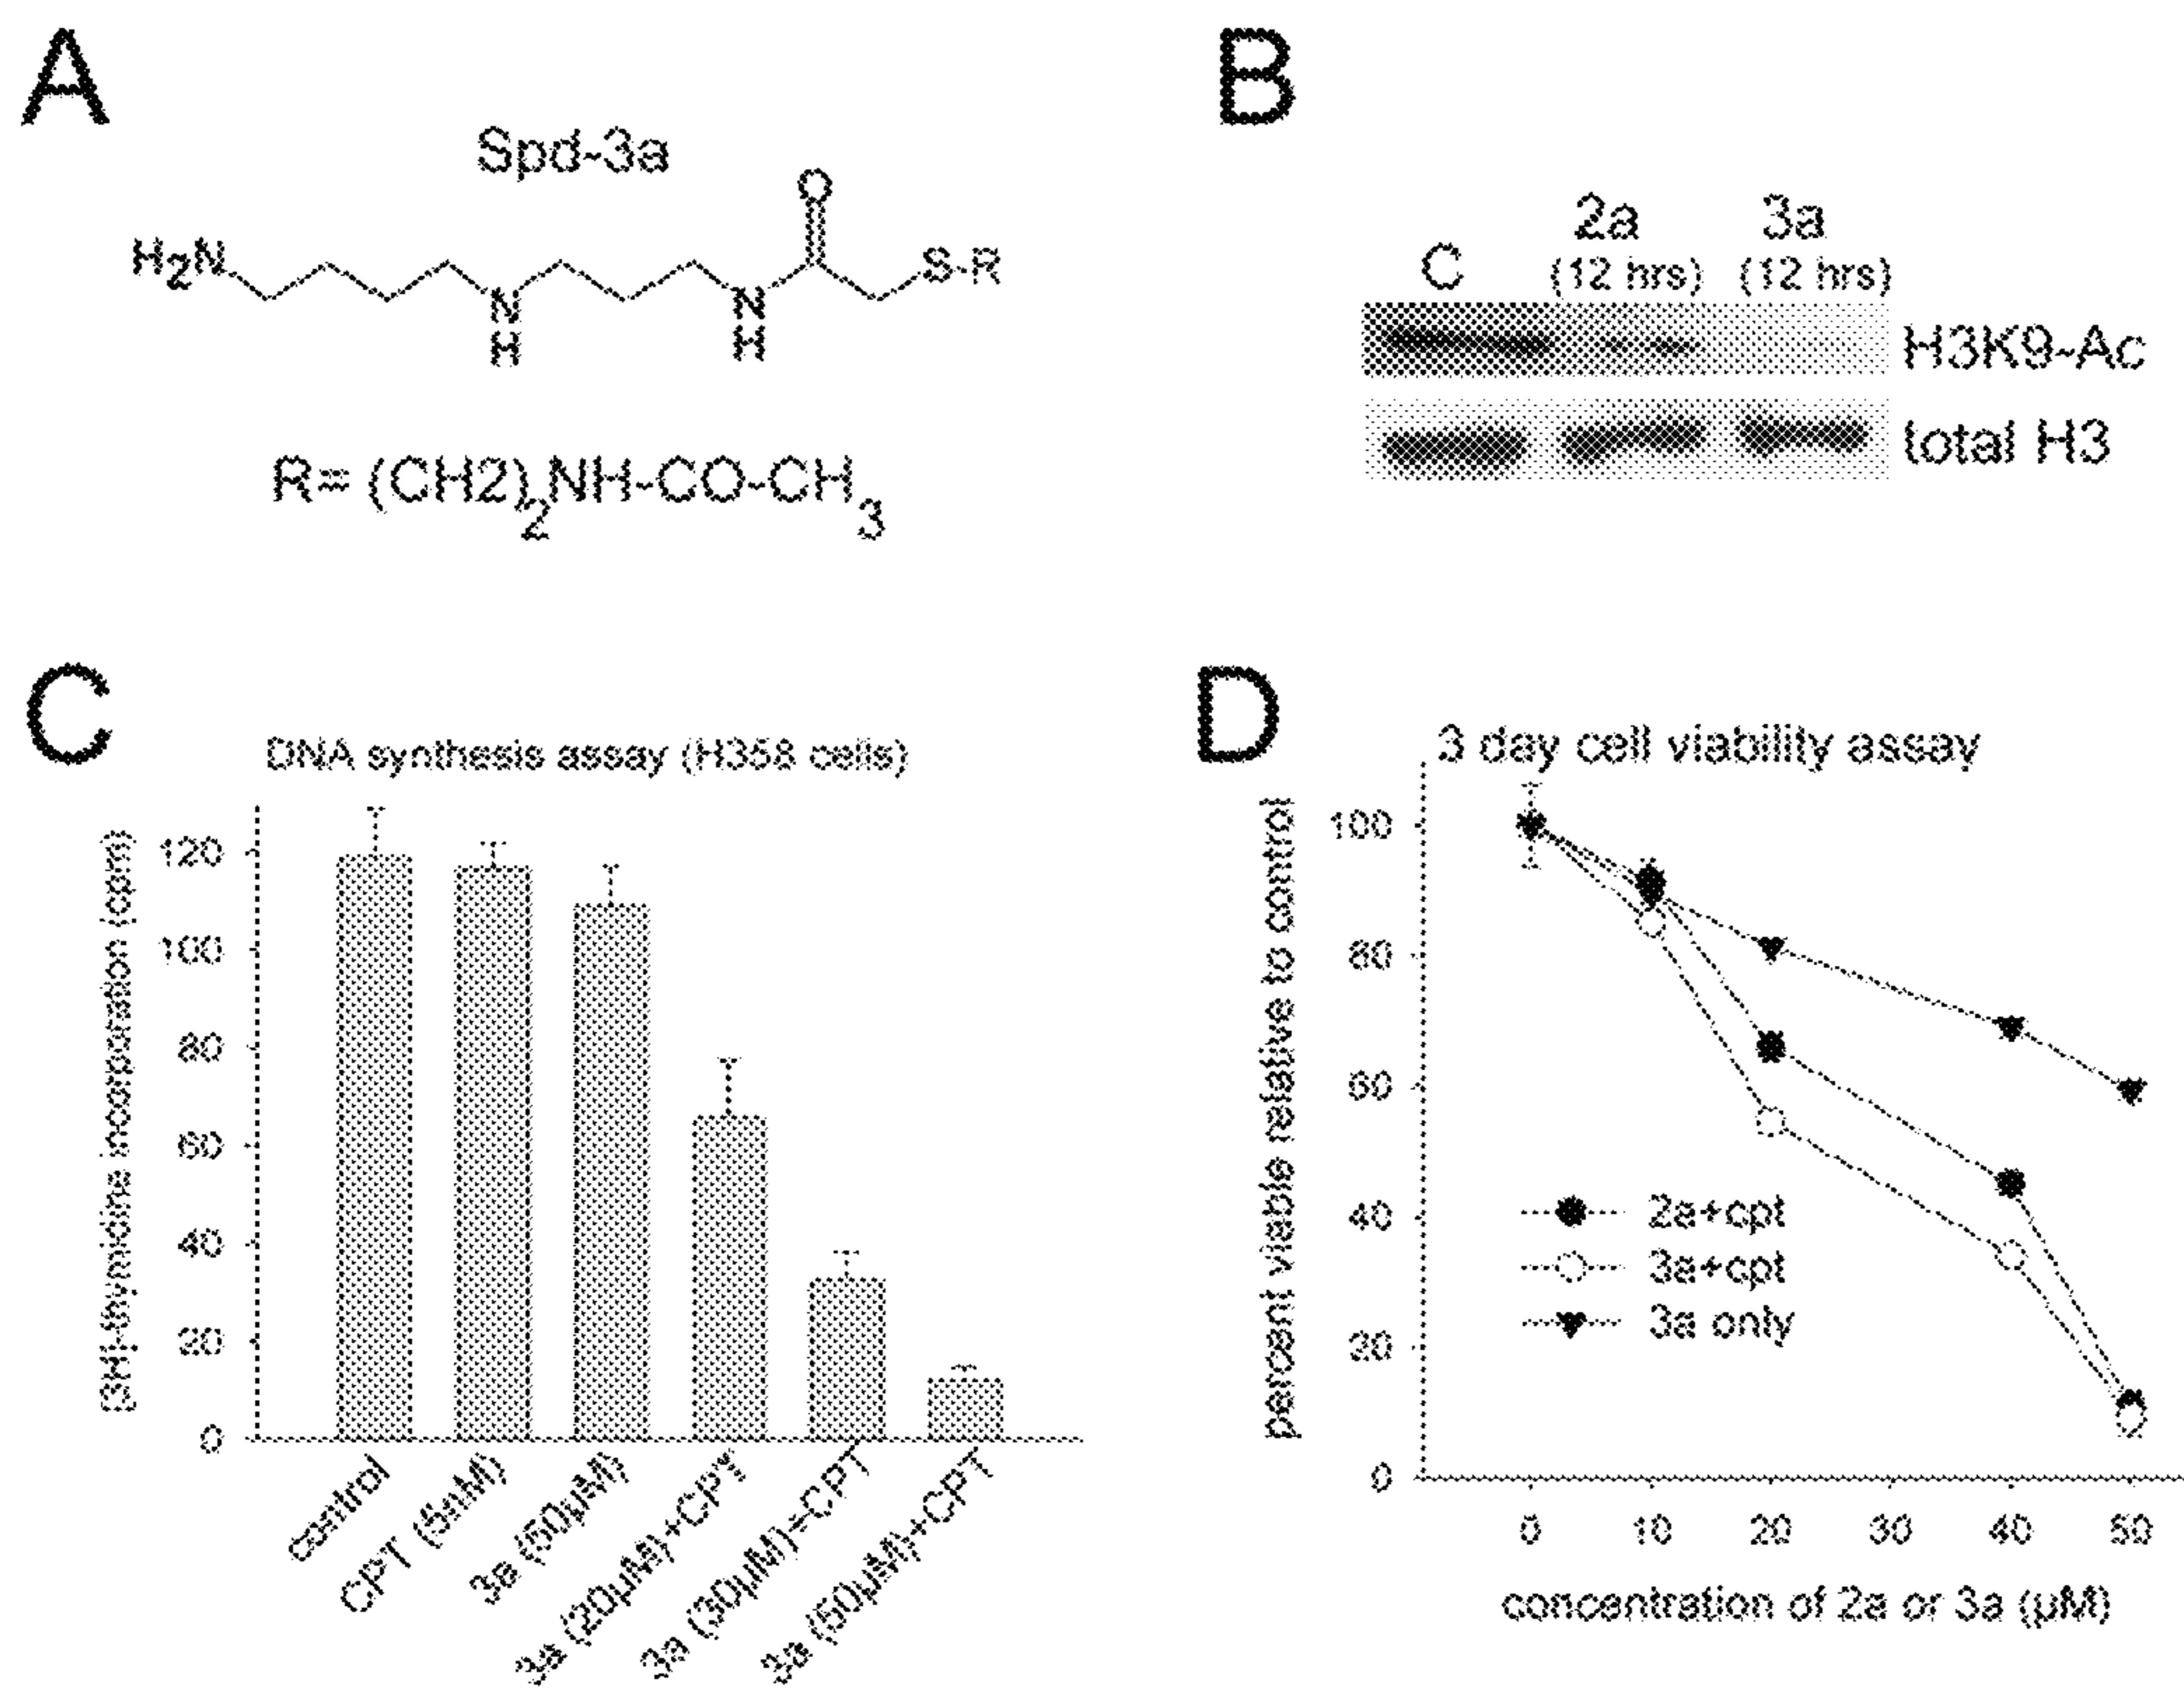 A
Spd-3a
O
H2N
S-R
N
H
N
H
R= (CH2)2NH-CO-CH3
B
C
2a
3a
(12 hrs)
(12 hrs)
H3K9-Ac
total H3
C
DNA synthesis assay (H358 cells)
[3H]-thymidine incorporation (cpm)
120
100
80
60
40
20
0
control
CPT (5nM)
3a (50µM)
3a (20µM)+CPT
3a (30µM)+CPT
3a (50µM)+CPT
D
3 day cell viability assay
percent viable relative to control
100
80
60
40
20
0
2a+cpt
3a+cpt
3a only
0 10 20 30 40 50
concentration of 2a or 3a (µM)